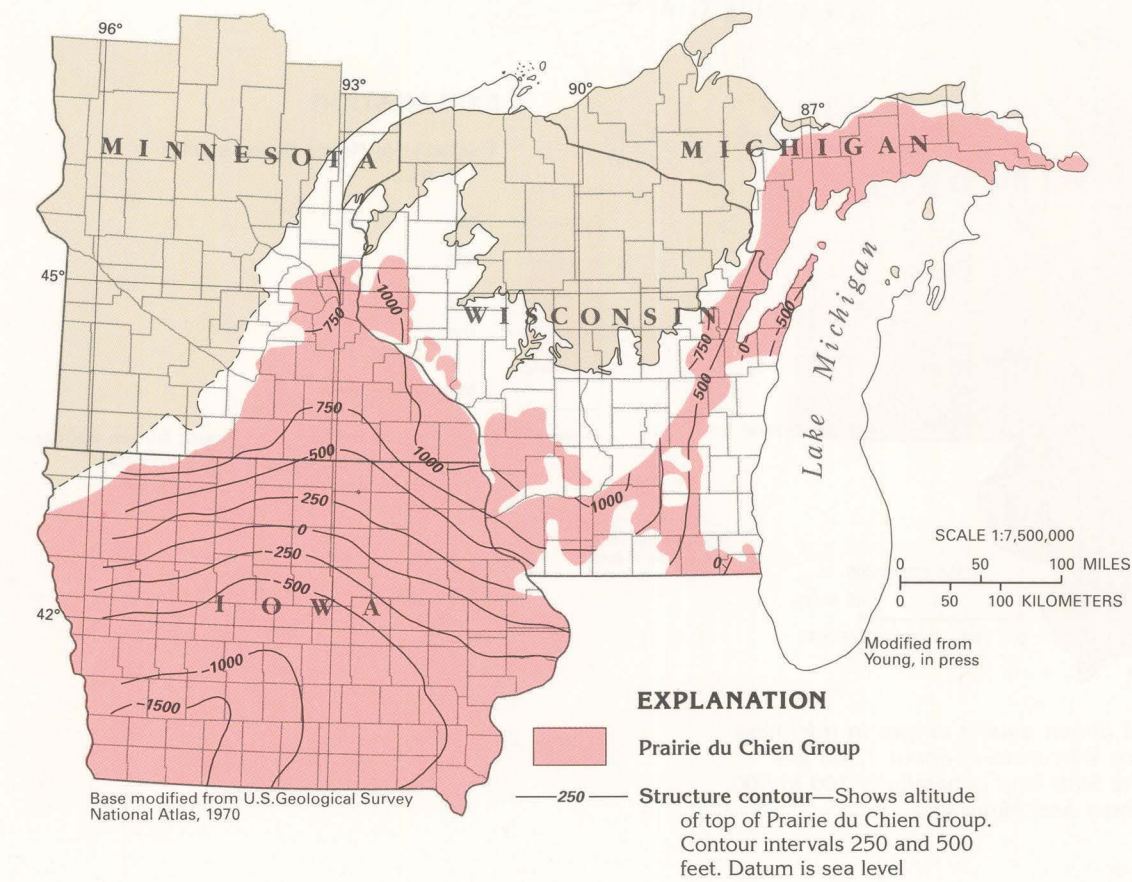 96°
93°
90°
87°
MINNESOTA
MICHIGAN
45°
1000
750
WISCONSIN
500
0
750
500
Lake Michigan
750
500
1000
250
1000
0
-250
-500
0
IOWA
42°
-1000
-1500
SCALE 1:7,500,000
0 50 100 MILES
0 50 100 KILOMETERS
Modified from
Young, in press
EXPLANATION
Prairie du Chien Group
250 Structure contour—Shows altitude
of top of Prairie du Chien Group.
Contour intervals 250 and 500
feet. Datum is sea level
Base modified from U.S.Geological Survey
National Atlas, 1970